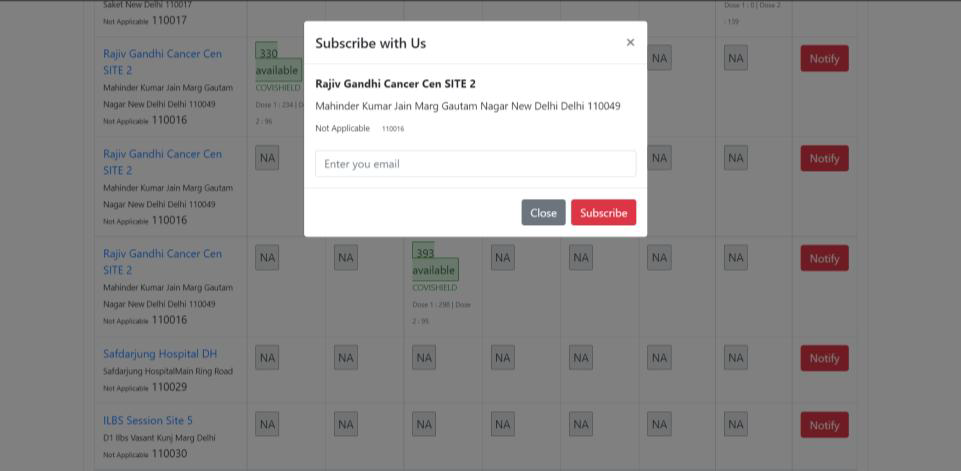 Saket New Delhi 110017
Not Applicable 110017
Dose 1 : 0 | Dose 2
: 159
Subscribe with Us
×
Rajiv Gandhi Cancer Cen SITE 2
Mahinder Kumar Jain Marg Gautam Nagar New Delhi Delhi 110049
Not Applicable 110016
Enter you email
Close Subscribe
Rajiv Gandhi Cancer Cen
SITE 2
Mahinder Kumar Jain Marg Gautam
Nagar New Delhi Delhi 110049
Not Applicable 110016
330
available
COVISHIELD
Dose 1 : 234 | D
2 : 96
NA NA Notify
Rajiv Gandhi Cancer Cen
SITE 2
Mahinder Kumar Jain Marg Gautam
Nagar New Delhi Delhi 110049
Not Applicable 110016
NA NA NA Notify
Rajiv Gandhi Cancer Cen
SITE 2
Mahinder Kumar Jain Marg Gautam
Nagar New Delhi Delhi 110049
Not Applicable 110016
NA NA
393
available
COVISHIELD
Dose 1 : 298 | Dose
2 : 95
NA NA NA NA Notify
Safdarjung Hospital DH
Safdarjung HospitalMain Ring Road
Not Applicable 110029
NA NA NA NA NA NA NA Notify
ILBS Session Site 5
D1 Ilbs Vasant Kunj Marg Delhi
Not Applicable 110030
NA NA NA NA NA NA NA Notify